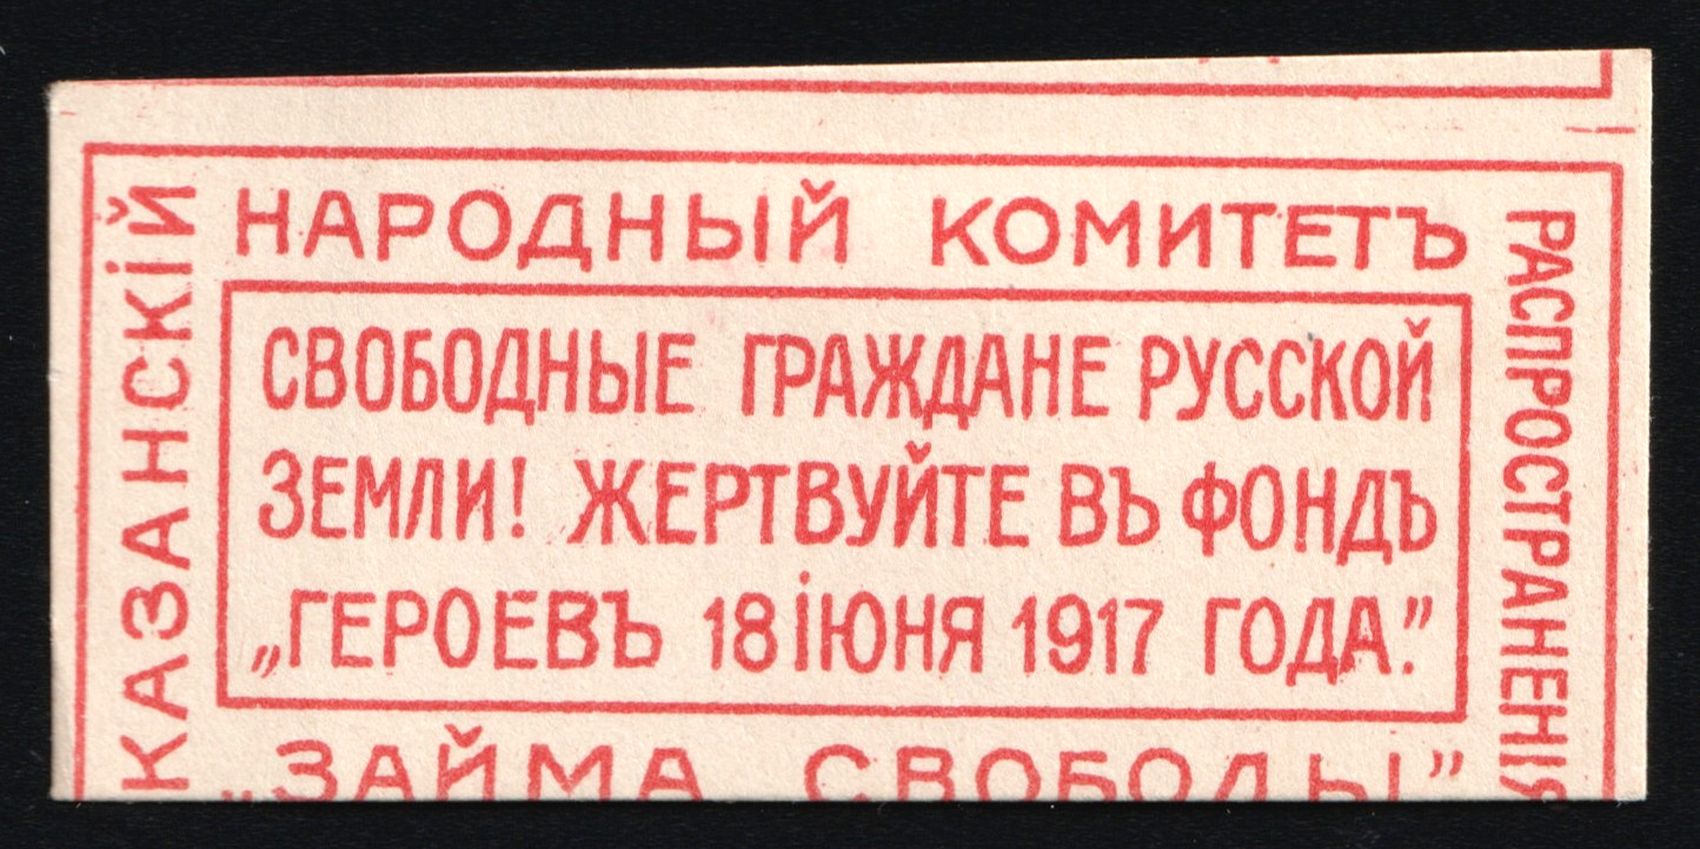 КАЗАНСКІЙ
НАРОДНЫЙ КОМИТЕТЪ
РАСПРОСТРАНЕНІЯ
„ЗАЙМА СВОБОДЫ”
СВОБОДНЫЕ ГРАЖДАНЕ РУССКОЙ
ЗЕМЛИ! ЖЕРТВУЙТЕ ВЪ ФОНДЪ
„ГЕРОЕВЪ 18 ІЮНЯ 1917 ГОДА.”